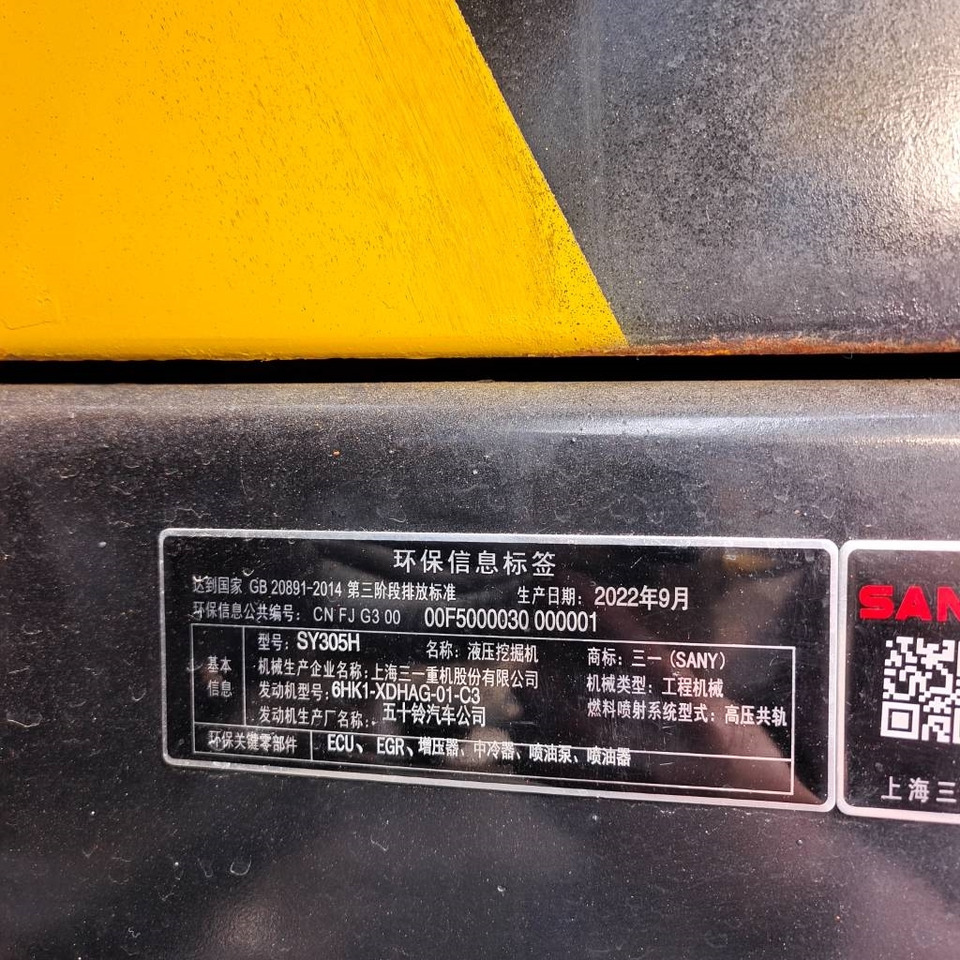 环保信息标签
达到国家 GB 20891-2014 第三阶段排放标准 生产日期：2022年9月
环保信息公共编号： CN FJ G3 00 00F5000030 000001
基本信息
型号：SY305H 名称：液压挖掘机 商标：三一（SANY）
机械生产企业名称：上海三一重机股份有限公司 机械类型：工程机械
发动机型号：6HK1-XDHAG-01-C3 燃料喷射系统型式：高压共轨
发动机生产厂名称：五十铃汽车公司
环保关键零部件 ECU、EGR、增压器、中冷器、喷油泵、喷油器
SAN
上海三